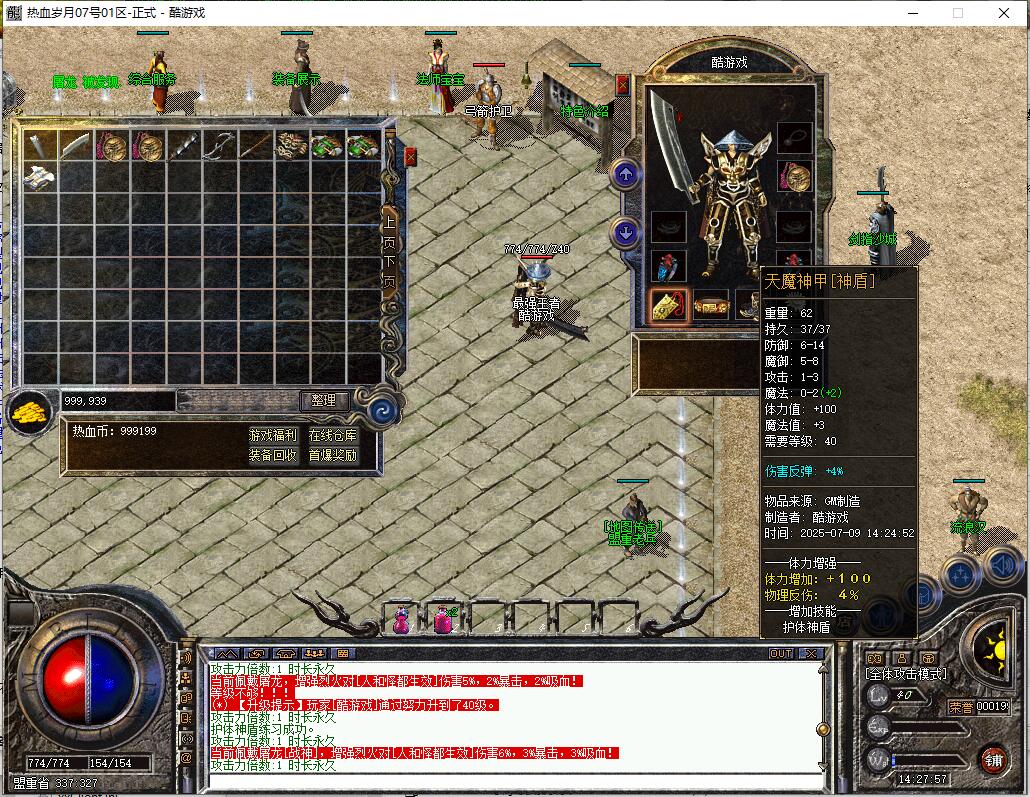 热血岁月07号01区-正式 - 酷游戏
屠龙 被发现
综合服务
装备展示
法师宝宝
弓箭护卫
特色介绍
酷游戏
上页
下页
774/774/Z40
最强王者
酷游戏
剑指沙城
天魔神甲[神盾]
重量: 62
持久: 37/37
防御: 6-14
魔御: 5-8
攻击: 1-3
魔法: 0-2(+2)
体力值: +100
魔法值: +3
需要等级: 40
伤害反弹: +4%
物品来源: GM制造
制造者: 酷游戏
时间: 2025-07-09 14:24:52
——体力增强——
体力增加: +100
物理反伤: 4%
——增加技能——
护体神盾
999,939
整理
热血币: 999199
游戏福利 在线仓库
装备回收 首爆奖励
[地图传送]
盟重老兵
流浪汉
x2
OUT
攻击力倍数:1 时长永久
当前佩戴屠龙，增强烈火对[人和怪都生效]伤害5%，2%暴击，2%吸血！
等级不够！！！
(*) 【升级提示】玩家[酷游戏]通过努力升到了40级。
攻击力倍数:1 时长永久
护体神盾练习成功。
攻击力倍数:1 时长永久
当前佩戴屠龙[战神]，增强烈火对[人和怪都生效]伤害6%，3%暴击，3%吸血！
攻击力倍数:1 时长永久
774/774 154/154
盟重省 337:327
[全体攻击模式]
Lv 40
荣誉 00019
Exp
14:27:57
铺